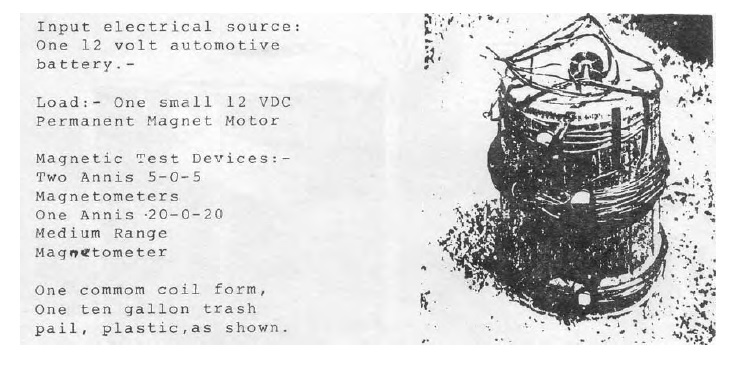 Input electrical source:
One 12 volt automotive
battery.-
Load:- One small 12 VDC
Permanent Magnet Motor
Magnetic Test Devices:-
Two Annis 5-0-5
Magnetometers
One Annis 20-0-20
Medium Range
Magnetometer
One commom coil form,
One ten gallon trash
pail, plastic,as shown.